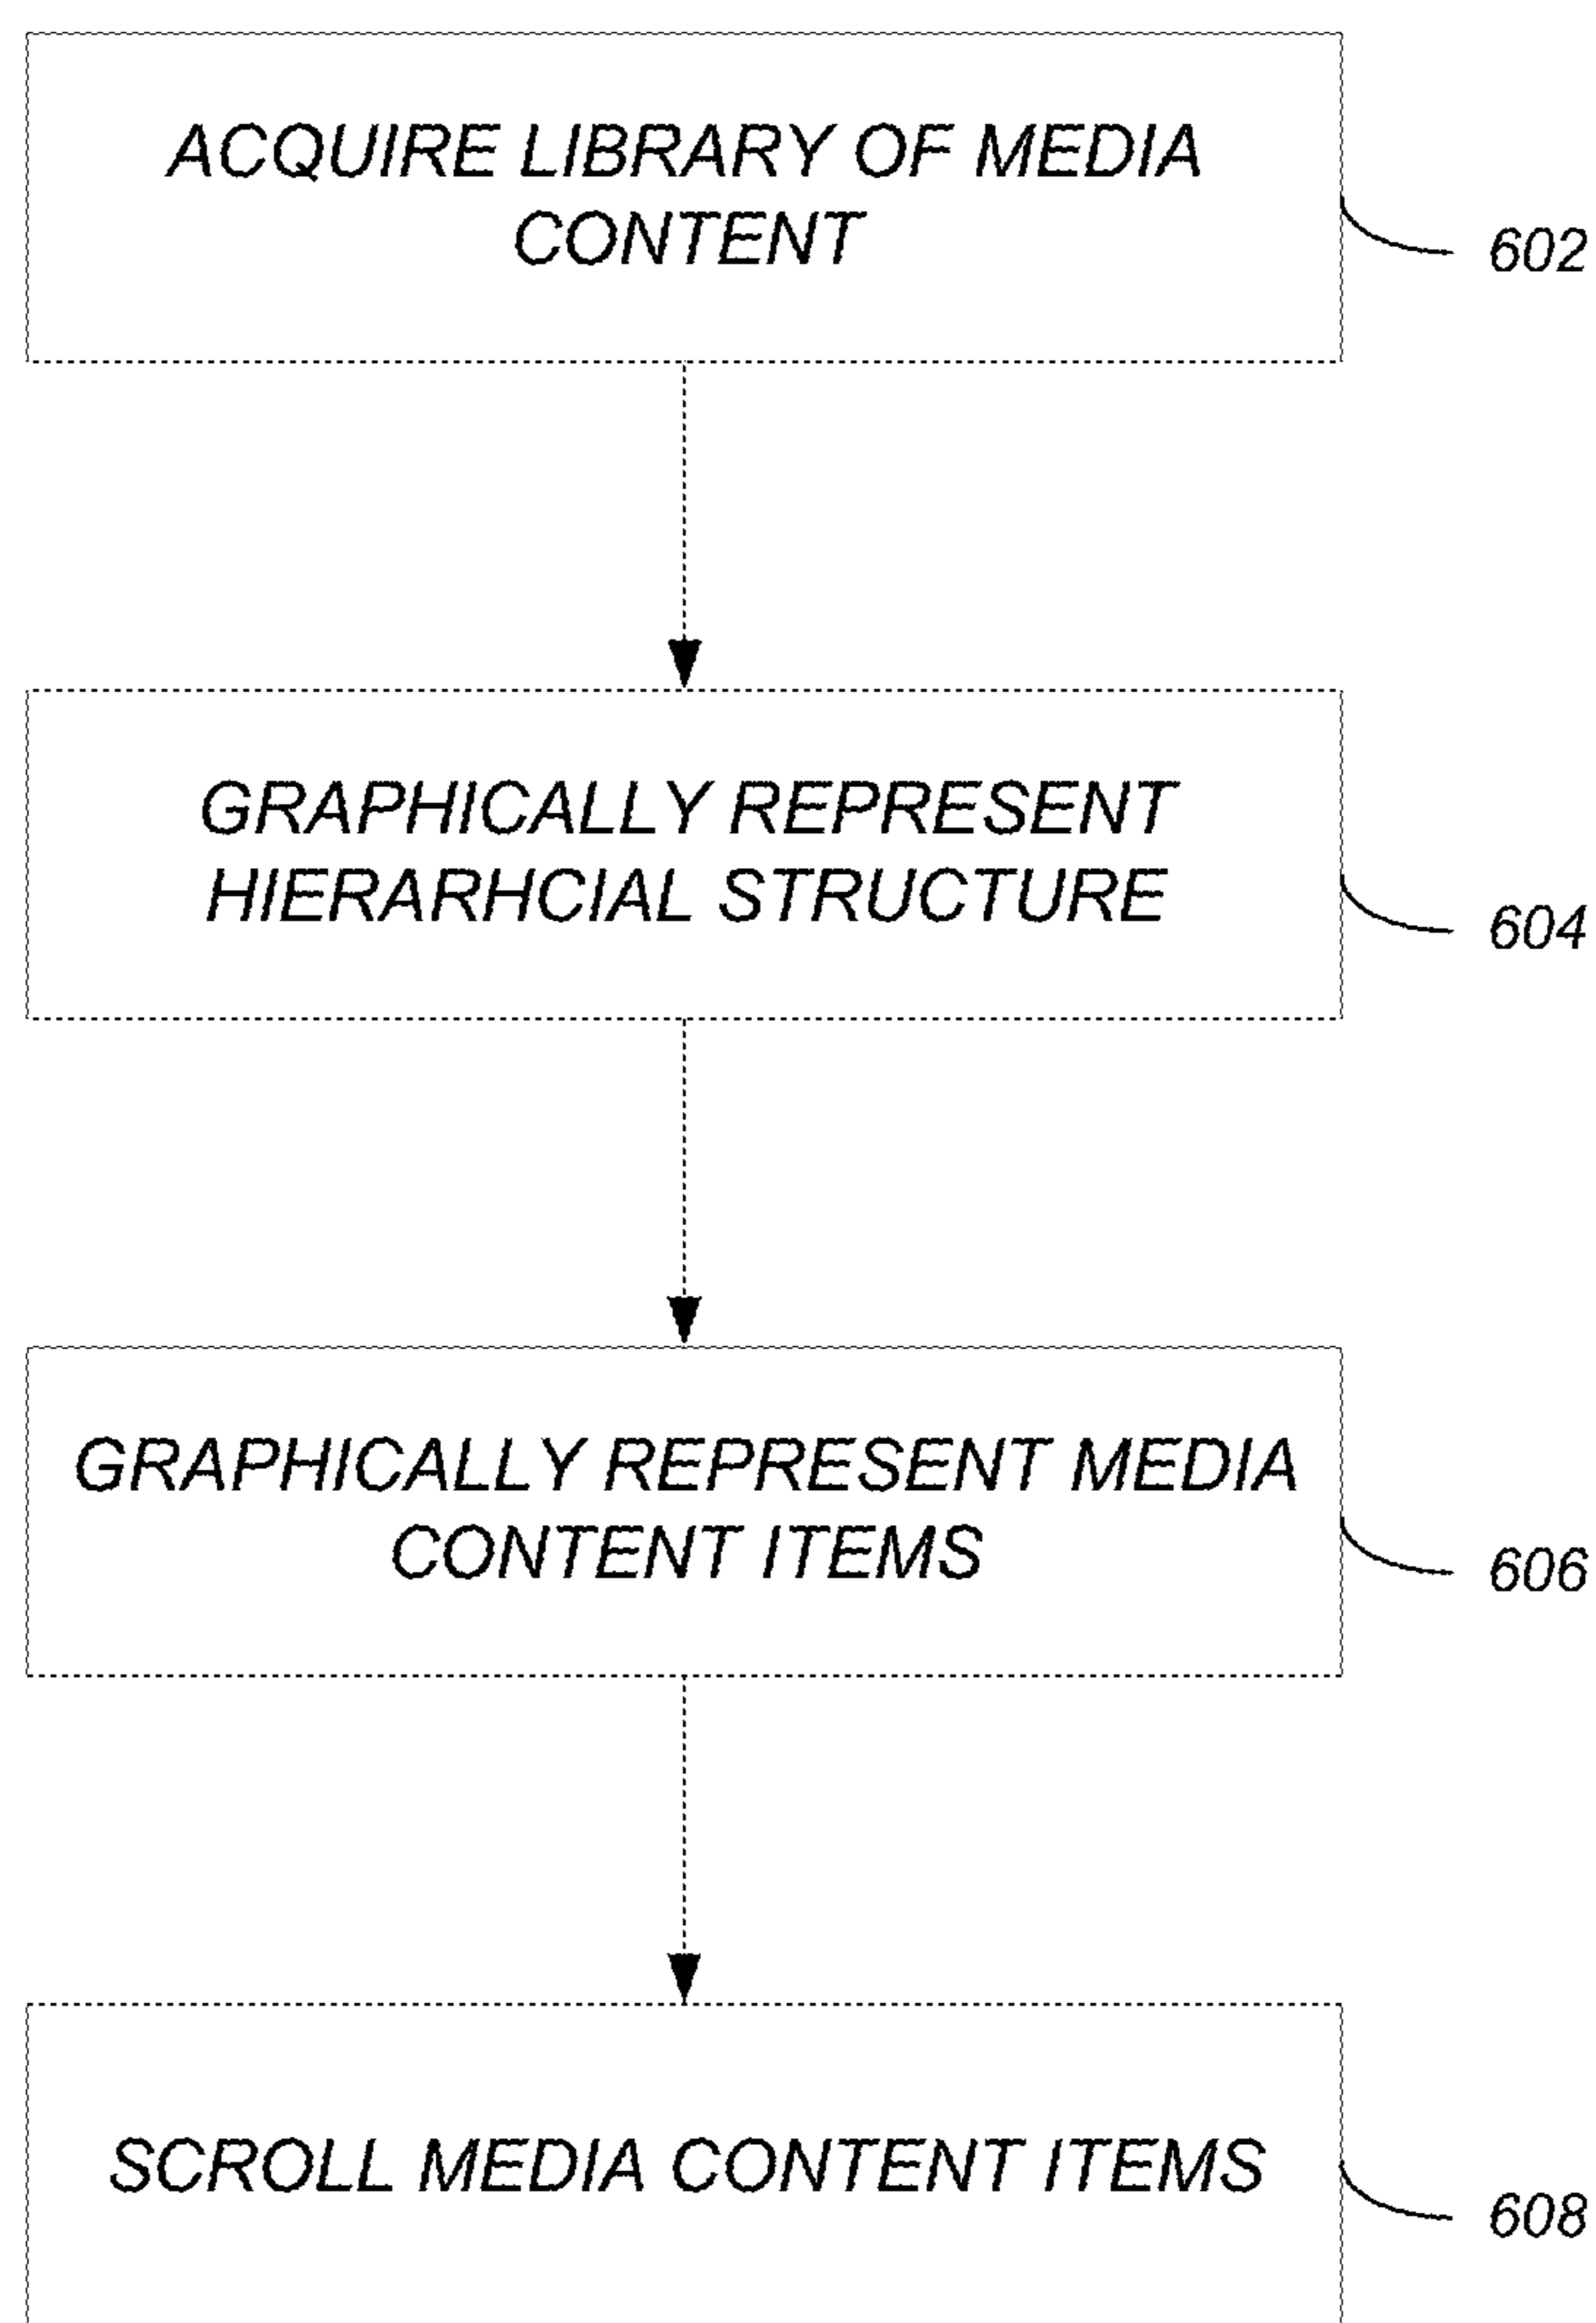 ACQUIRE LIBRARY OF MEDIA
CONTENT
602
GRAPHICALLY REPRESENT
HIERARHCIAL STRUCTURE
604
GRAPHICALLY REPRESENT MEDIA
CONTENT ITEMS
606
SCROLL MEDIA CONTENT ITEMS
608